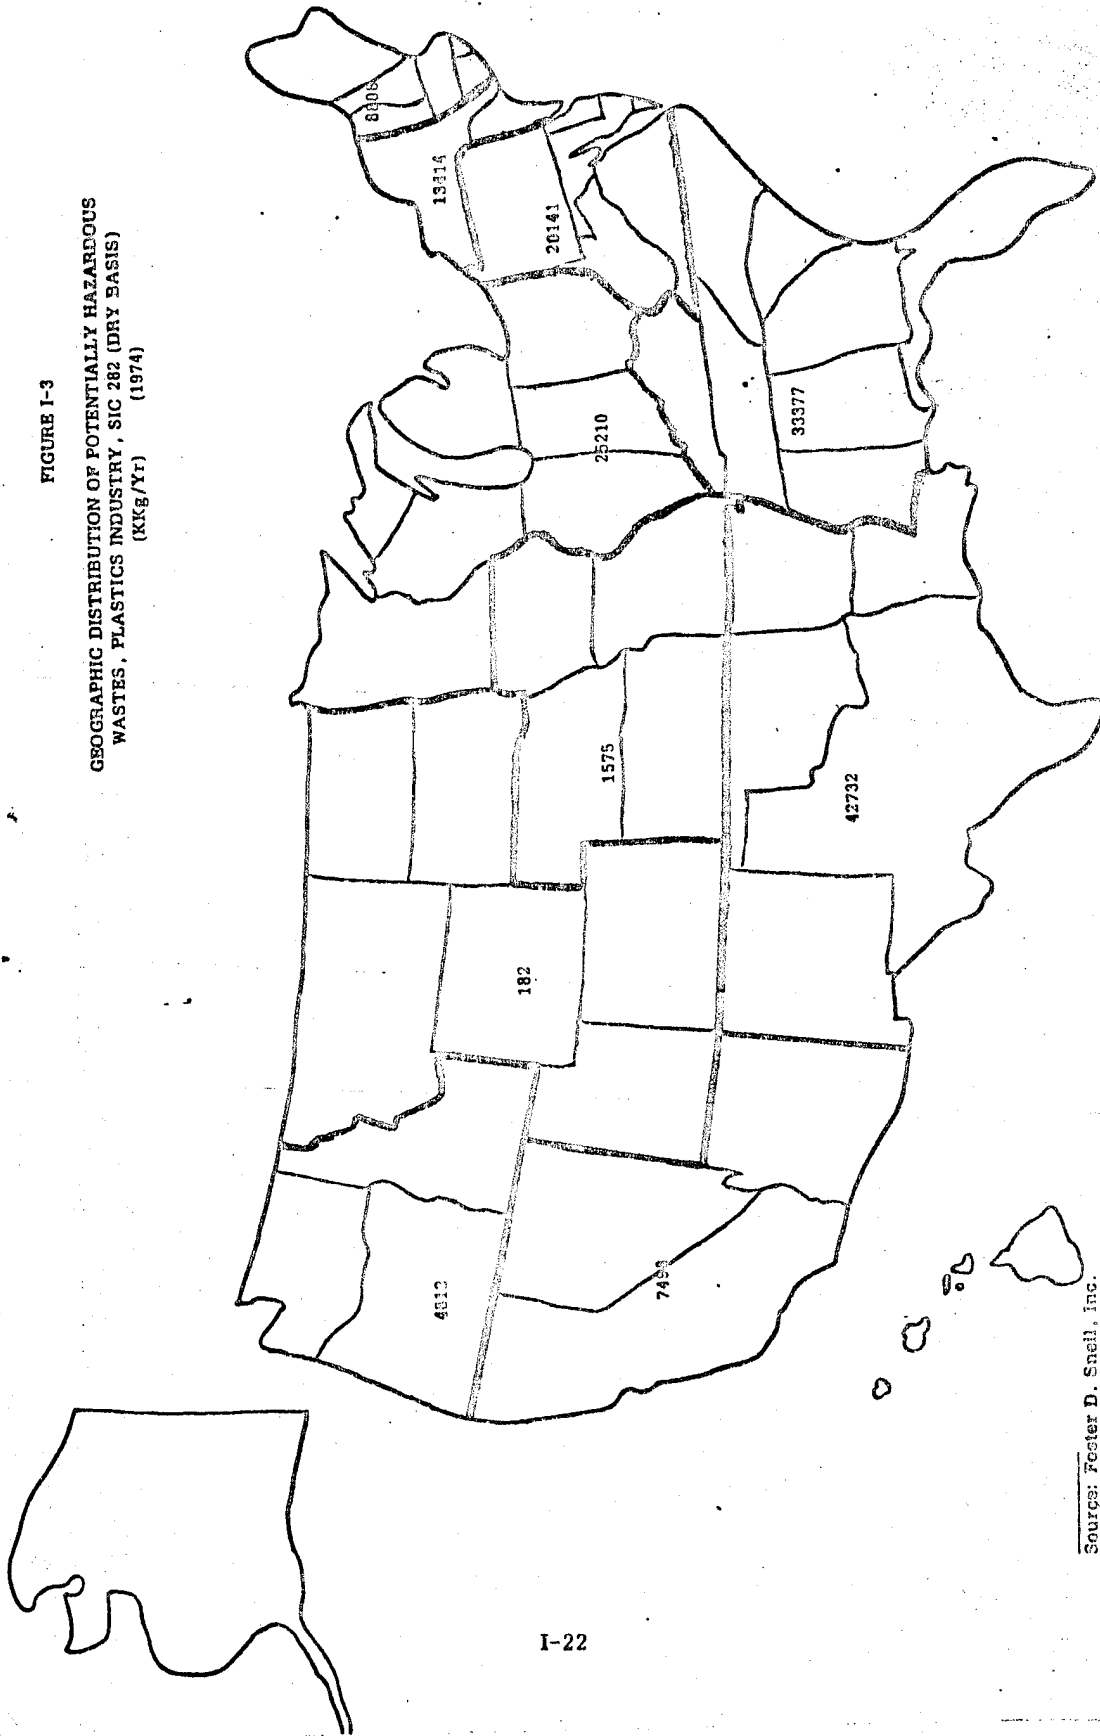 FIGURE I-3
GEOGRAPHIC DISTRIBUTION OF POTENTIALLY HAZARDOUS
WASTES, PLASTICS INDUSTRY, SIC 282 (DRY BASIS)
(KKg/Yr) (1974)
13414
20141
25210
33377
1575
42732
182
Source: Foster D. Snell, Inc.
I-22